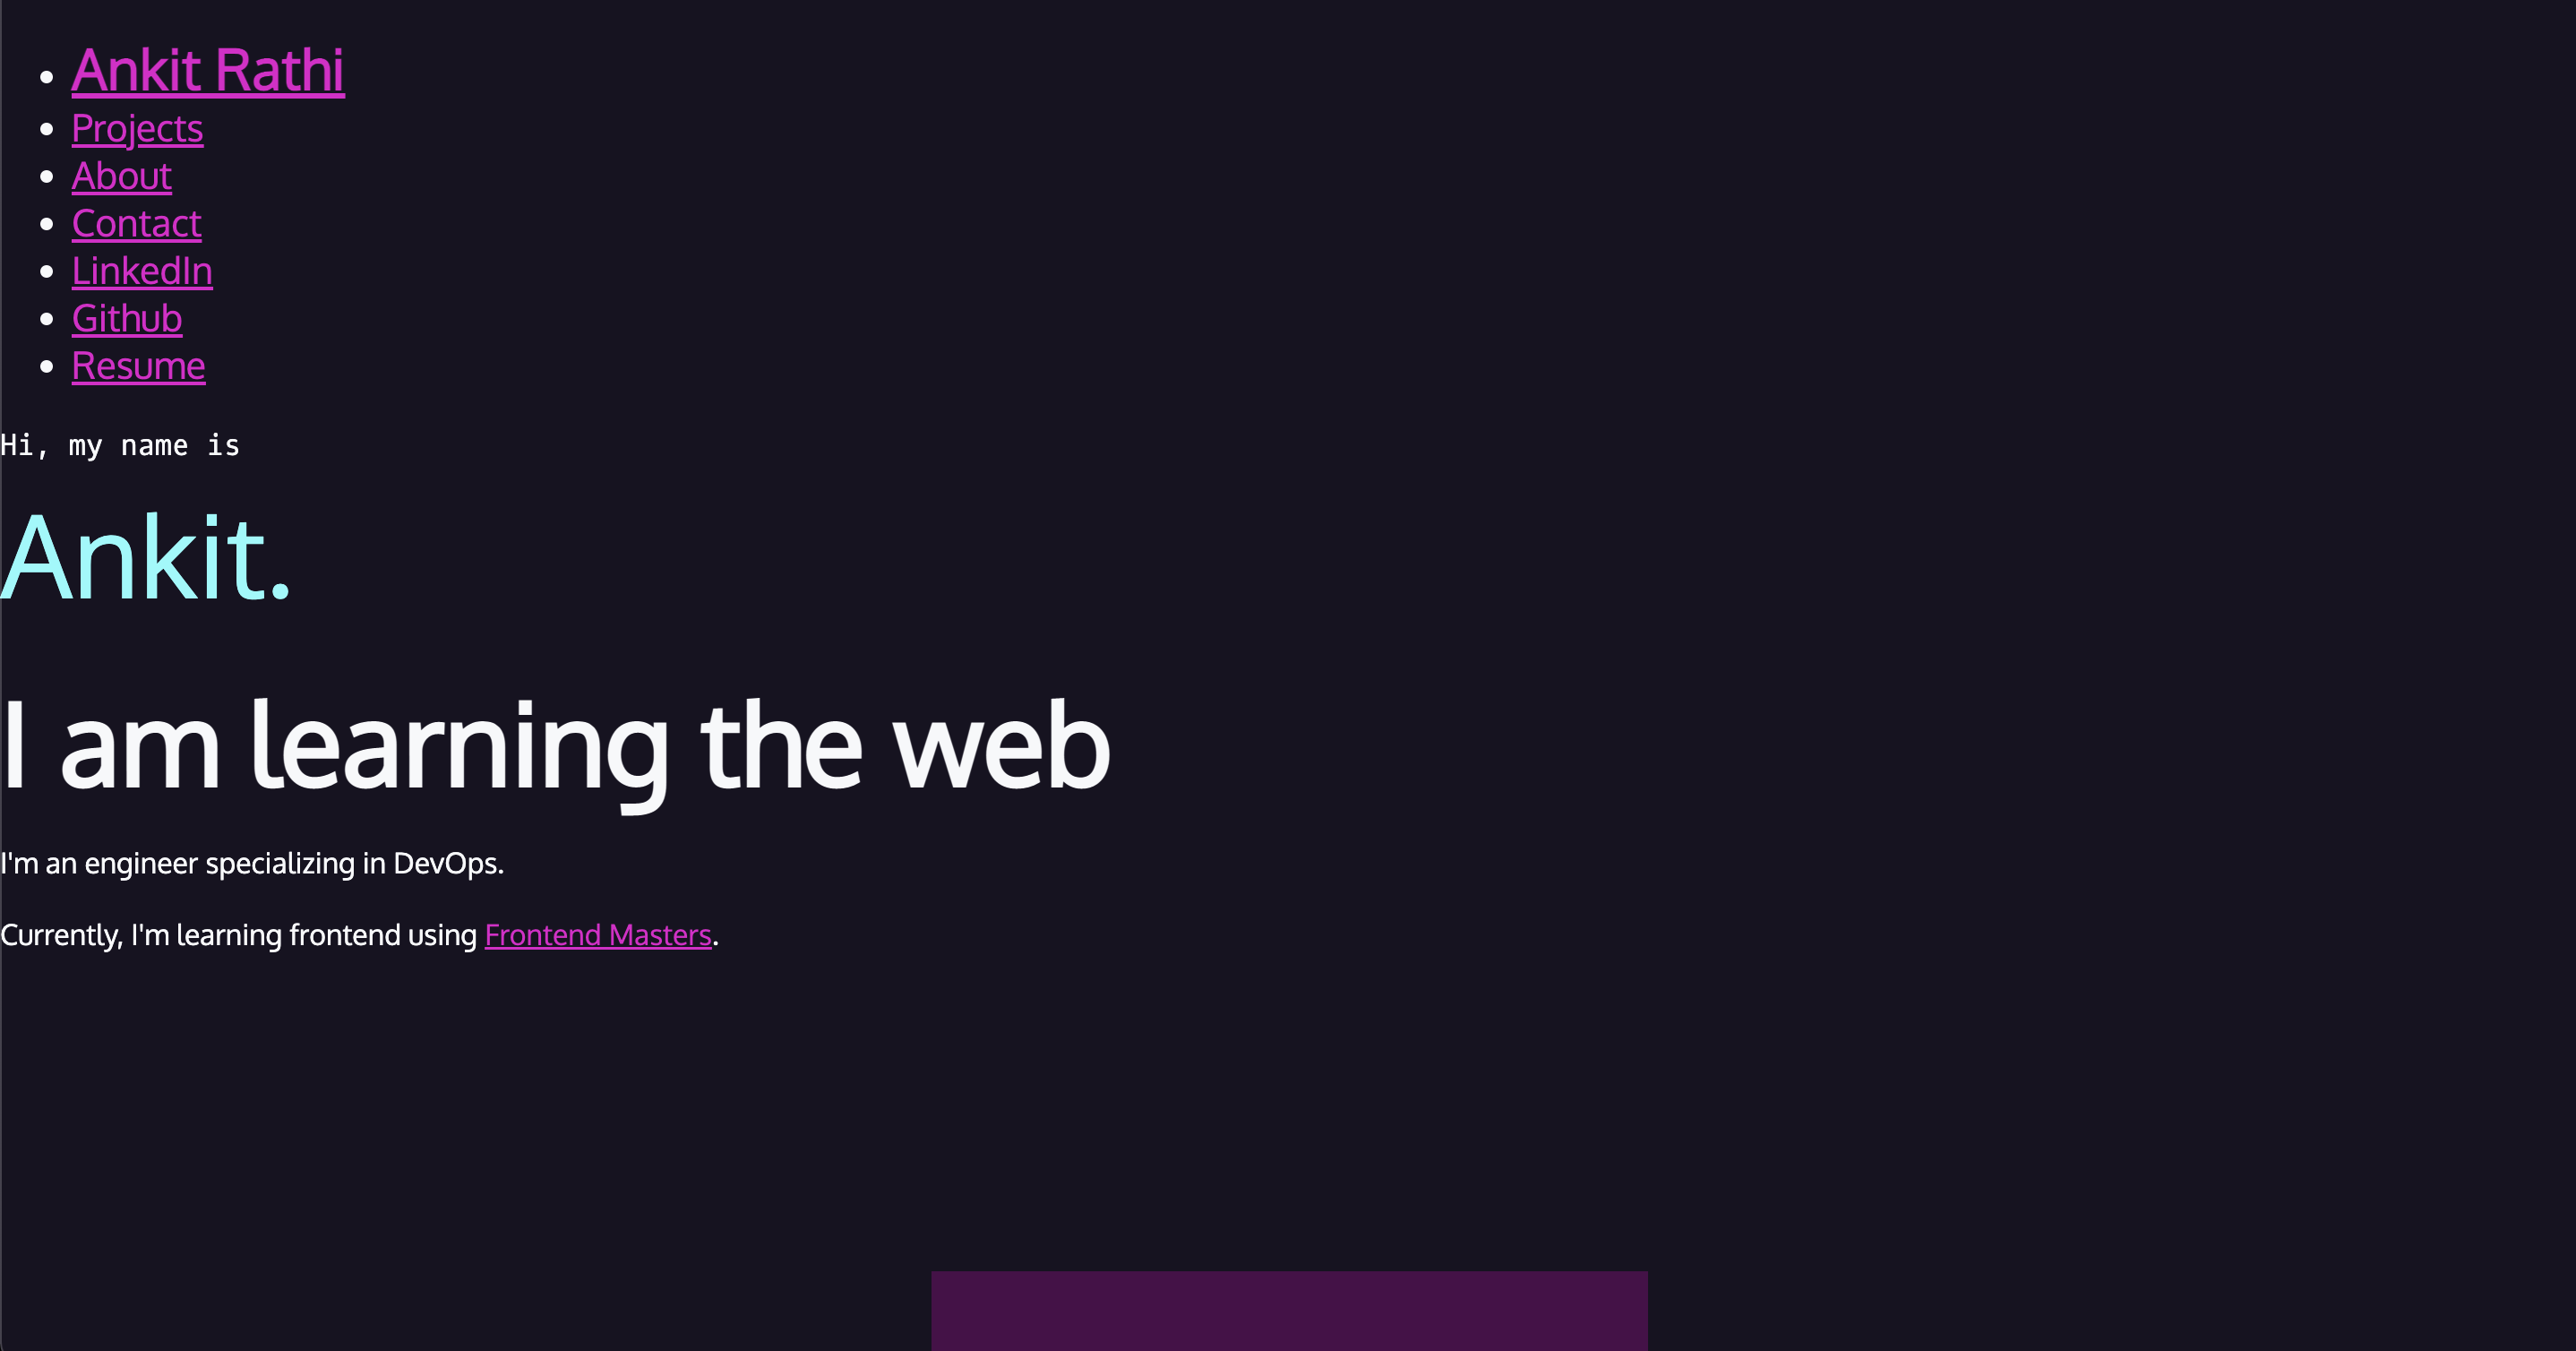 Ankit Rathi
Projects
About
Contact
LinkedIn
Github
Resume
Hi, my name is
Ankit.
I am learning the web
I'm an engineer specializing in DevOps.
Currently, I'm learning frontend using Frontend Masters.